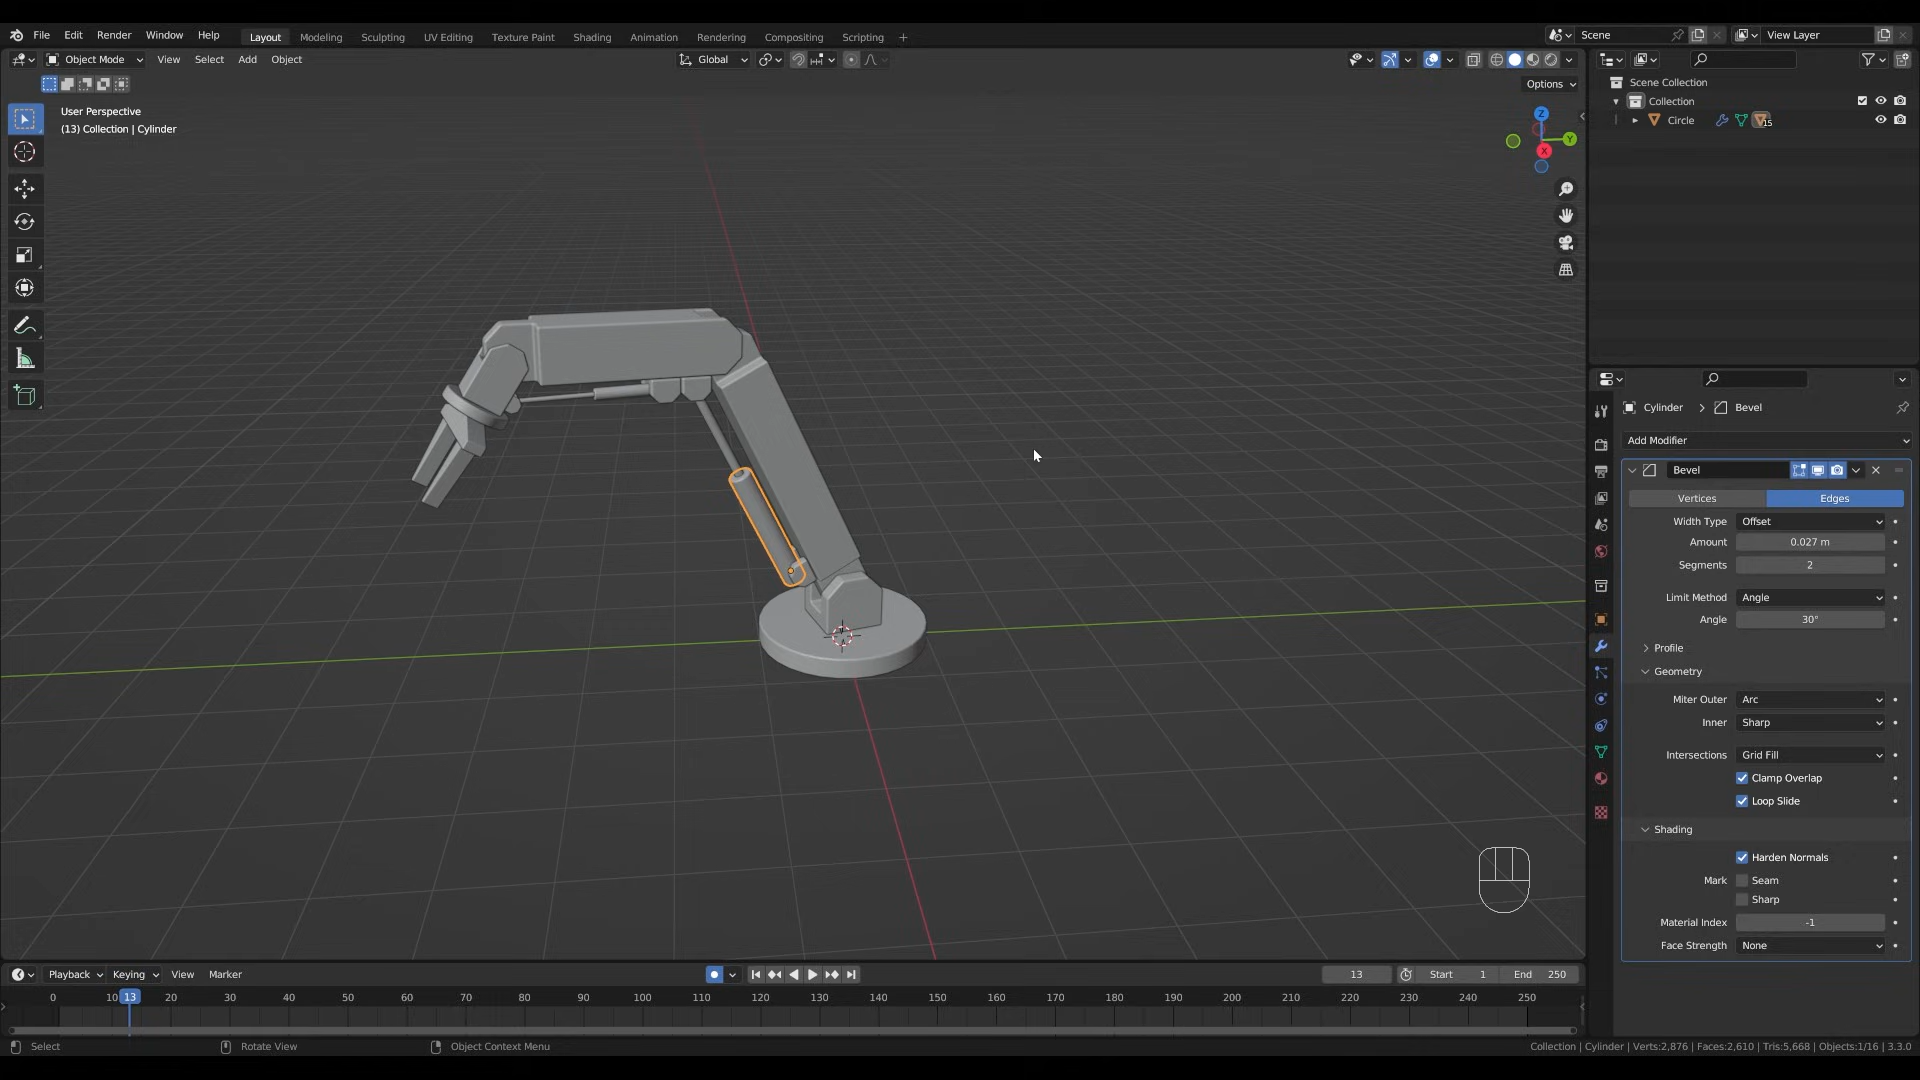 File Edit Render Window Help Layout Modeling Sculpting UV Editing Texture Paint Shading Animation Rendering Compositing Scripting + Scene View Layer
Object Mode View Select Add Object Global
Options
User Perspective
(13) Collection | Cylinder
Z
Y
X
Scene Collection
Collection
Circle 15
Cylinder > Bevel
Add Modifier
Bevel
Vertices Edges
Width Type Offset
Amount 0.027 m
Segments 2
Limit Method Angle
Angle 30°
Profile
Geometry
Miter Outer Arc
Inner Sharp
Intersections Grid Fill
Clamp Overlap
Loop Slide
Shading
Harden Normals
Mark Seam
Sharp
Material Index -1
Face Strength None
Playback Keying View Marker 13 Start 1 End 250
0 10 13 20 30 40 50 60 70 80 90 100 110 120 130 140 150 160 170 180 190 200 210 220 230 240 250
Select Rotate View Object Context Menu Collection | Cylinder | Verts:2,876 | Faces:2,610 | Tris:5,668 | Objects:1/16 | 3.3.0